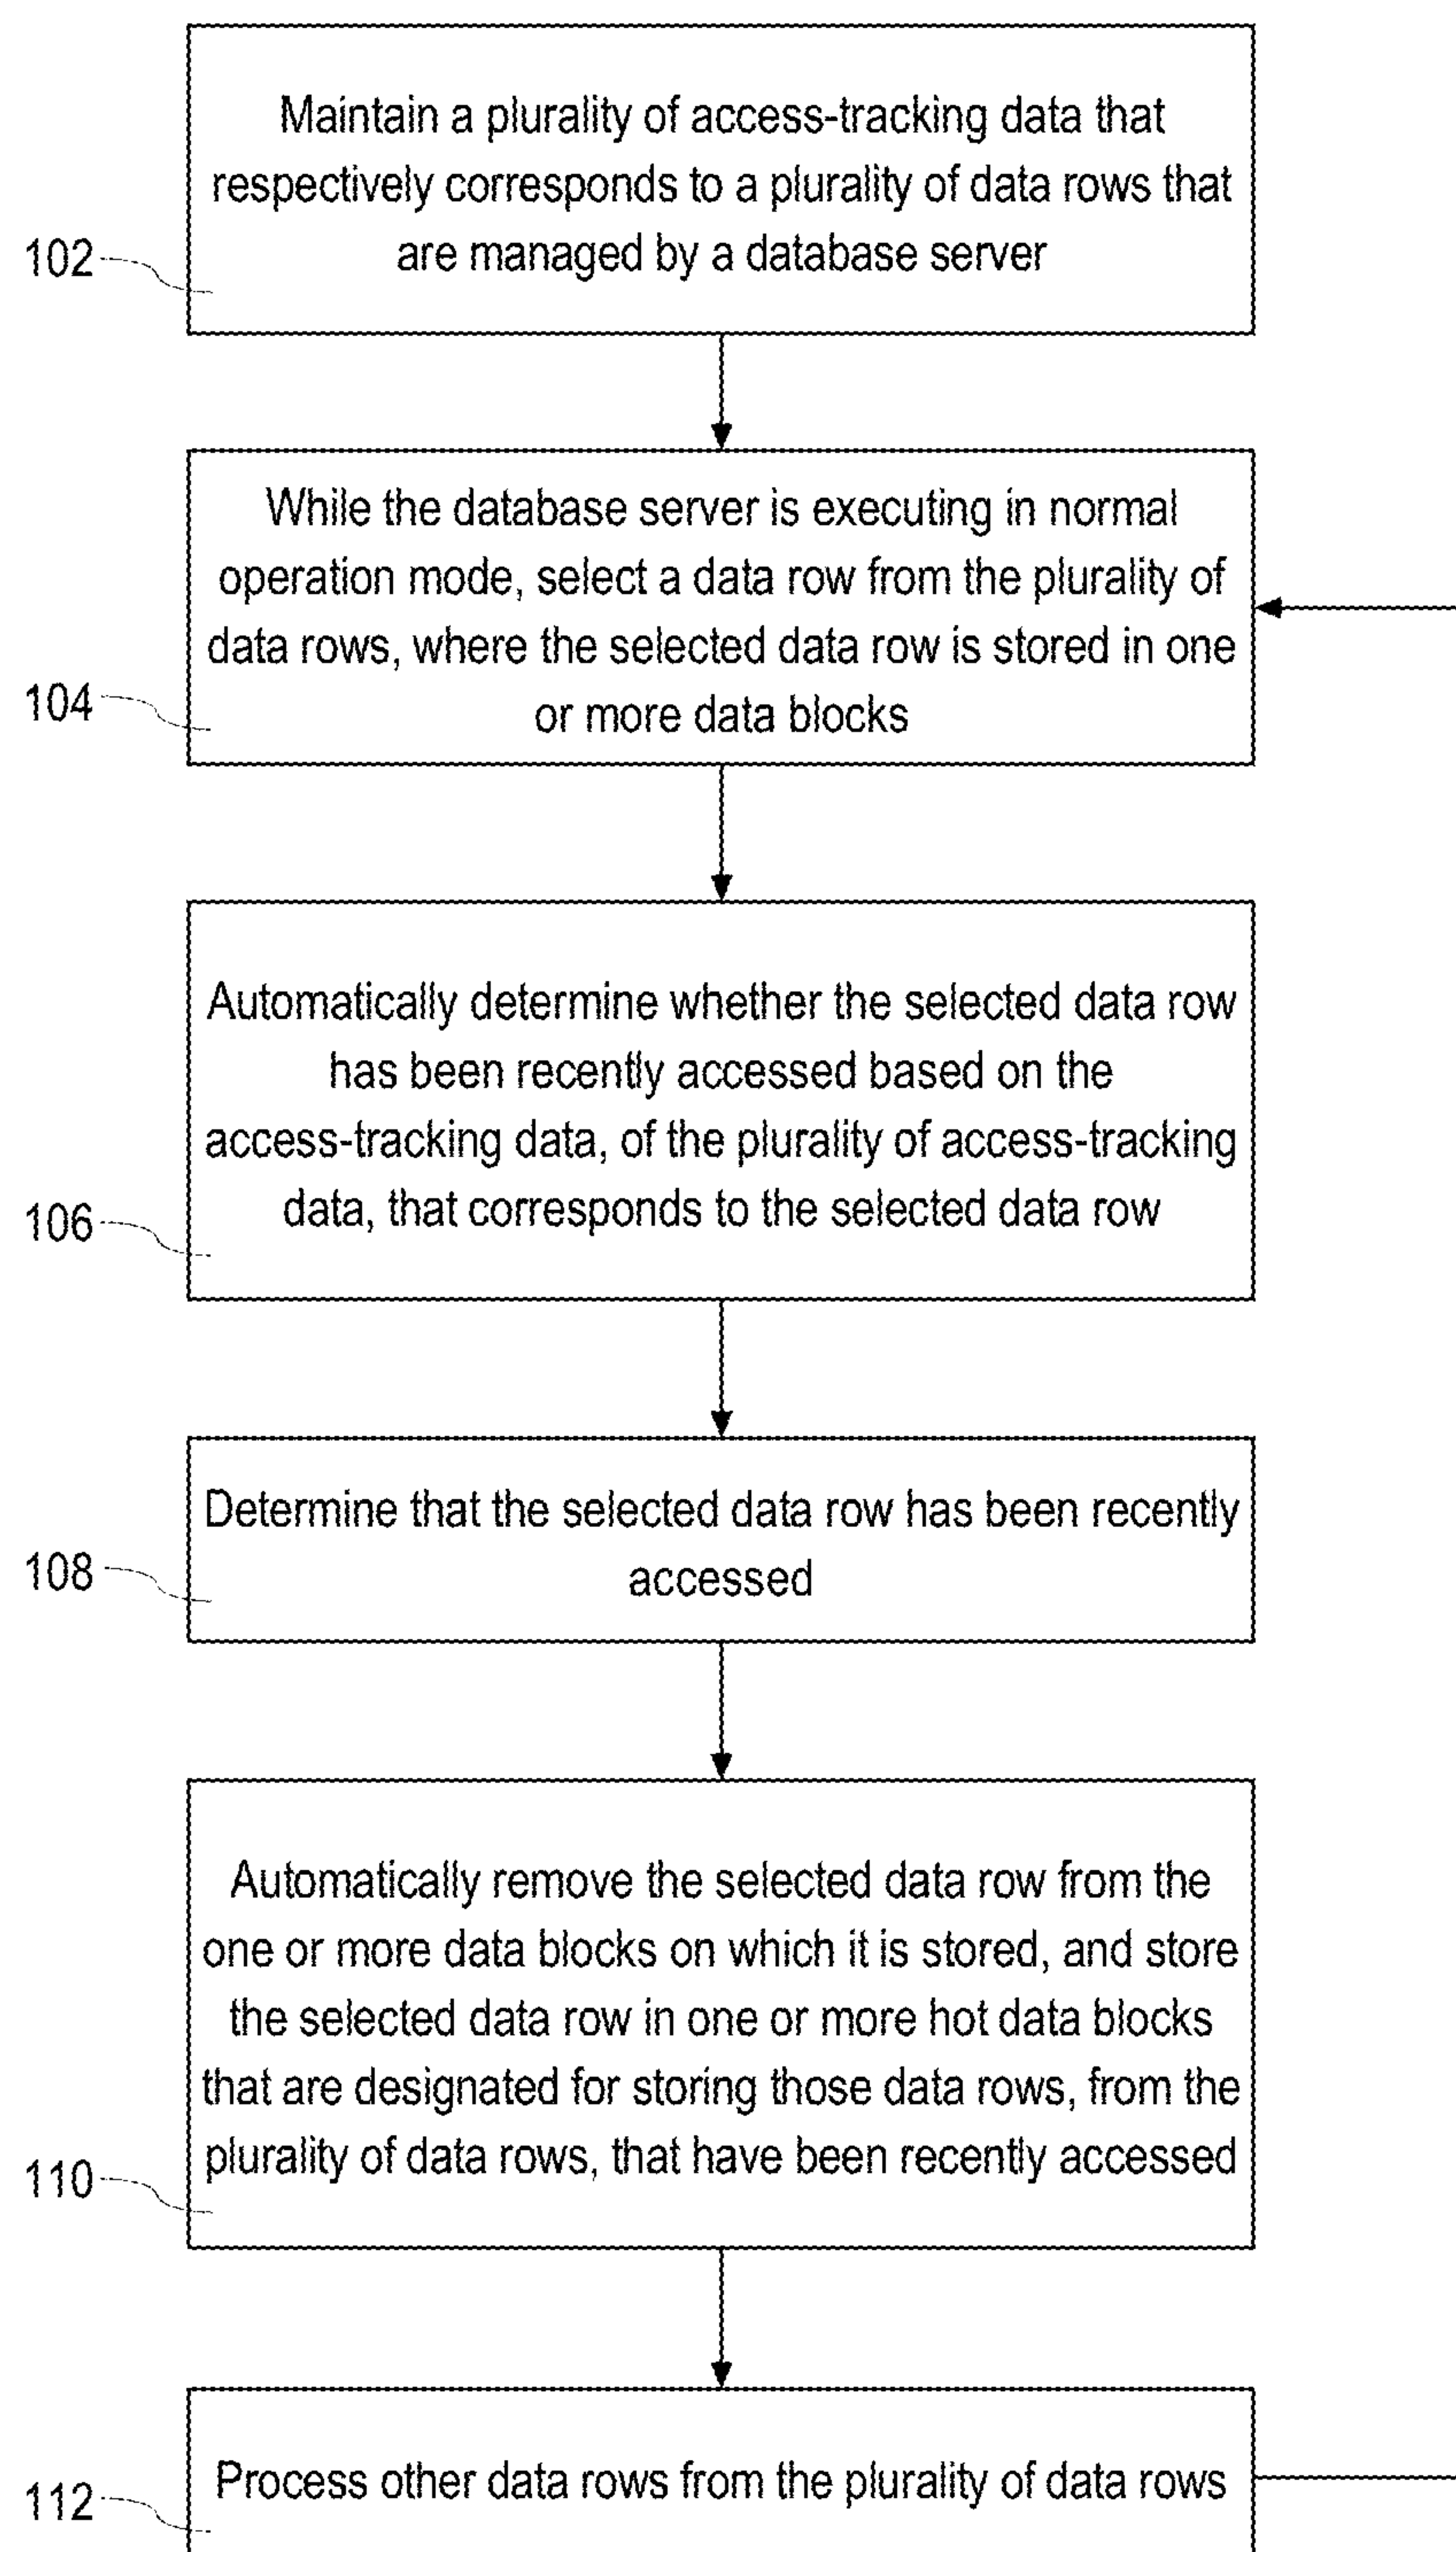 Maintain a plurality of access-tracking data that
respectively corresponds to a plurality of data rows that
are managed by a database server
102
While the database server is executing in normal
operation mode, select a data row from the plurality of
data rows, where the selected data row is stored in one
or more data blocks
104
Automatically determine whether the selected data row
has been recently accessed based on the
access-tracking data, of the plurality of access-tracking
data, that corresponds to the selected data row
106
Determine that the selected data row has been recently
accessed
108
Automatically remove the selected data row from the
one or more data blocks on which it is stored, and store
the selected data row in one or more hot data blocks
that are designated for storing those data rows, from the
plurality of data rows, that have been recently accessed
110
Process other data rows from the plurality of data rows
112